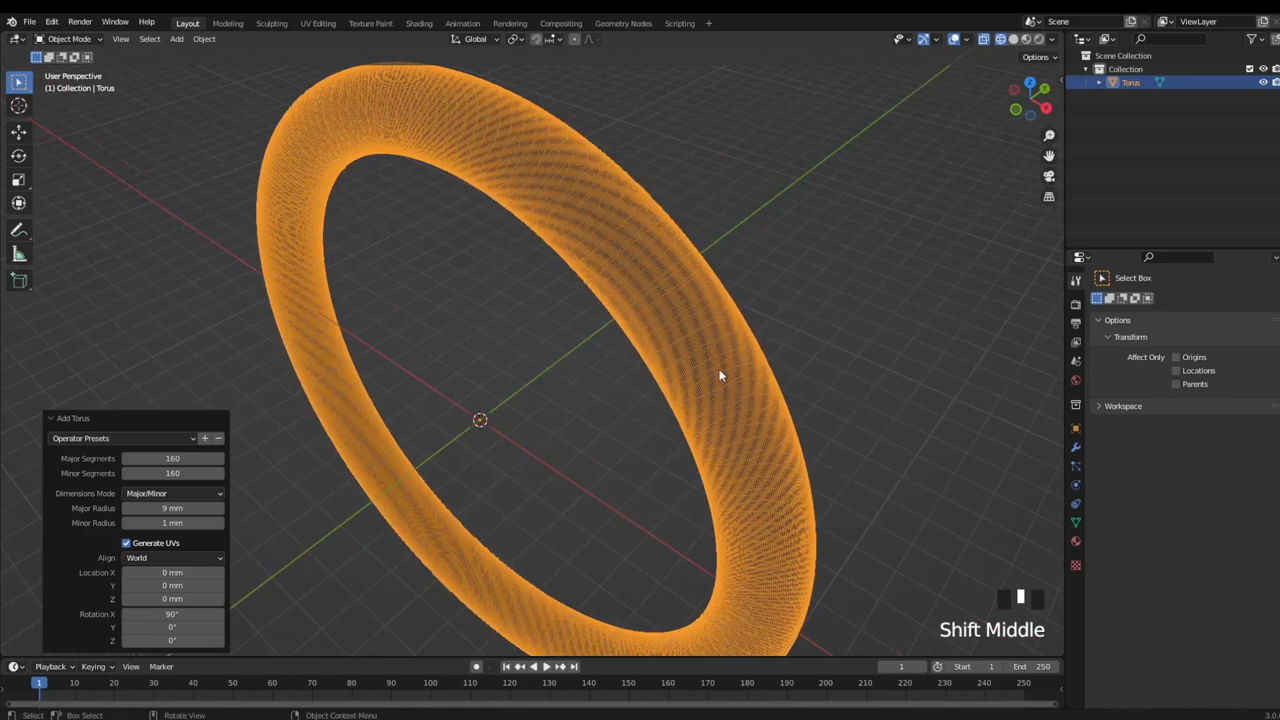 File Edit Render Window Help Layout Modeling Sculpting UV Editing Texture Paint Shading Animation Rendering Compositing Geometry Nodes Scripting + Scene ViewLayer
Object Mode View Select Add Object Global
Options
User Perspective
(1) Collection | Torus
Z
Y
X
Scene Collection
Collection
Torus
Select Box
Options
Transform
Affect Only Origins
Locations
Parents
Workspace
Add Torus
Operator Presets
Major Segments 160
Minor Segments 160
Dimensions Mode Major/Minor
Major Radius 9 mm
Minor Radius 1 mm
Generate UVs
Align World
Location X 0 mm
Y 0 mm
Z 0 mm
Rotation X 90°
Y 0°
Z 0°
Shift Middle
Playback Keying View Marker 1 Start 1 End 250
1 10 20 30 40 50 60 70 80 90 100 110 120 130 140 150 160 170 180 190 200 210 220 230 240 250
Select Box Select Rotate View Object Context Menu 3.0